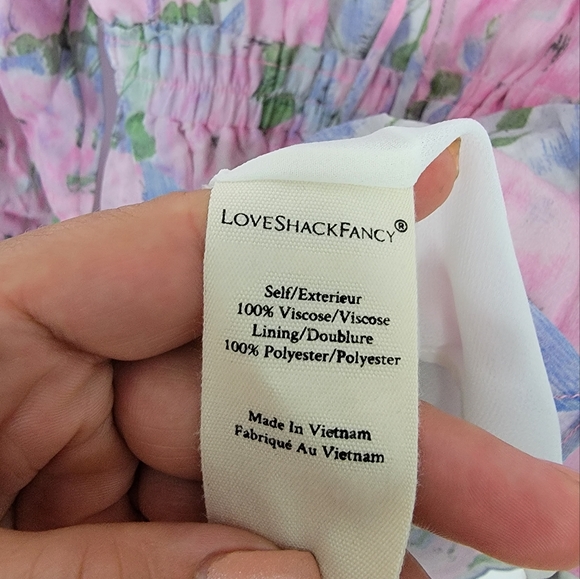 LOVESHACKFANCY®
Self/Exterieur
100% Viscose/Viscose
Lining/Doublure
100% Polyester/Polyester
Made In Vietnam
Fabriqué Au Vietnam